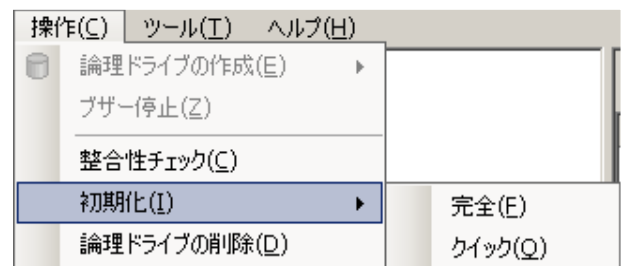 操作(C) ツール(T) ヘルプ(H)
論理ドライブの作成(E)
ブザー停止(Z)
整合性チェック(C)
初期化(I)
完全(F)
論理ドライブの削除(D)
クイック(Q)